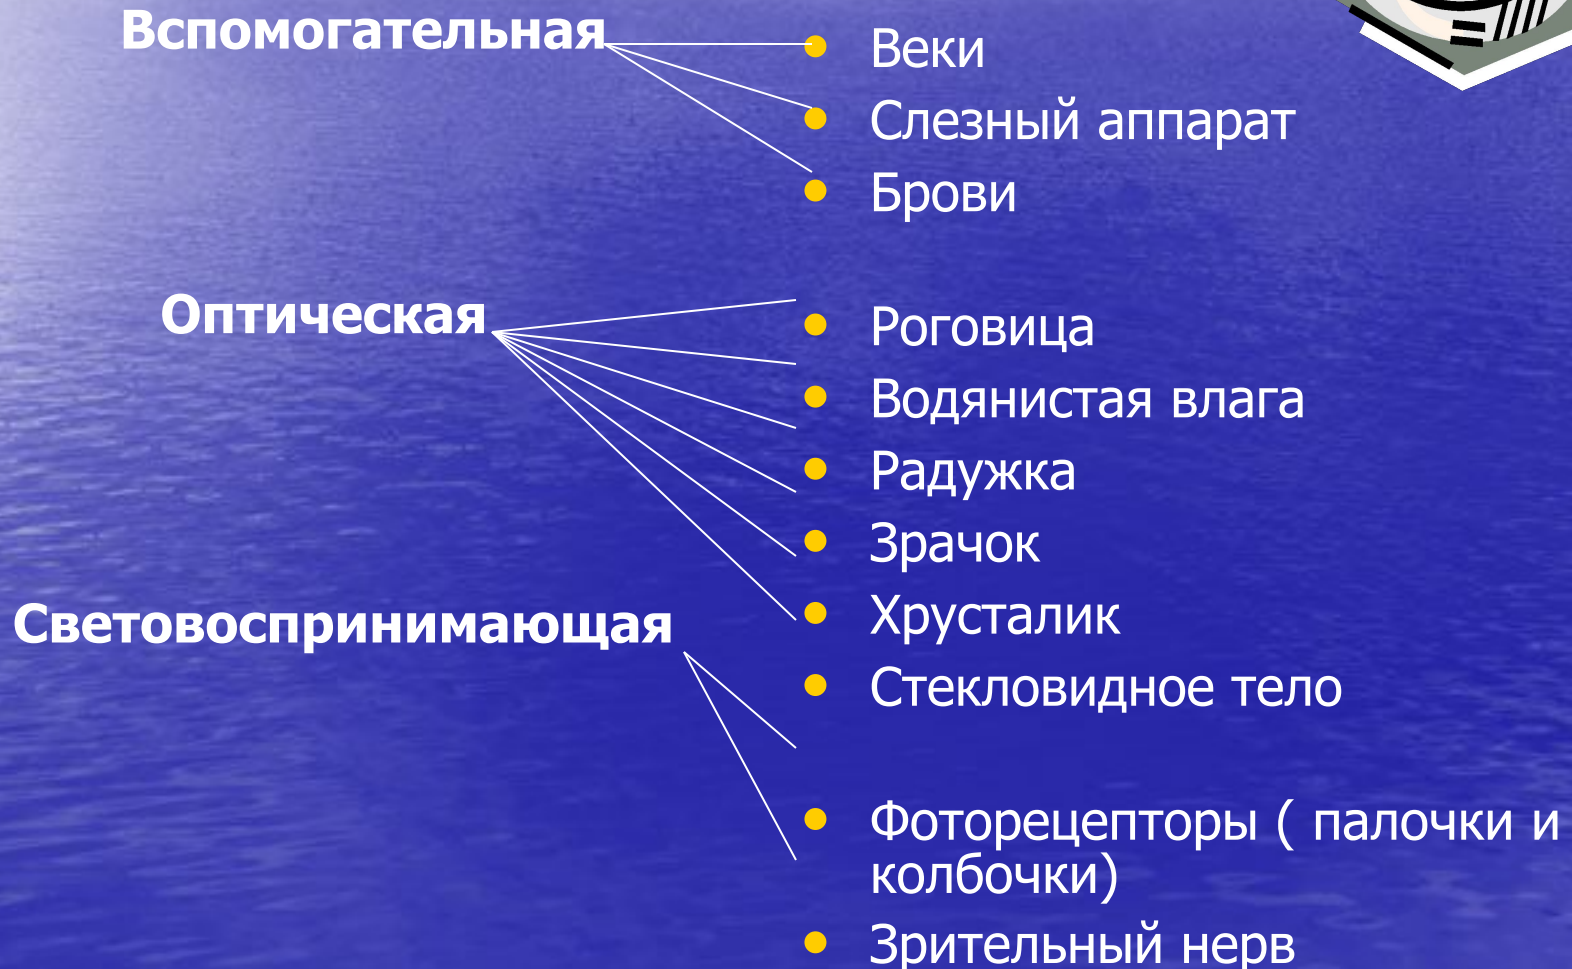 Вспомогательная
Веки
Слезный аппарат
Брови
Оптическая
Роговица
Водянистая влага
Радужка
Зрачок
Хрусталик
Стекловидное тело
Световоспринимающая
Фоторецепторы ( палочки и
колбочки)
Зрительный нерв